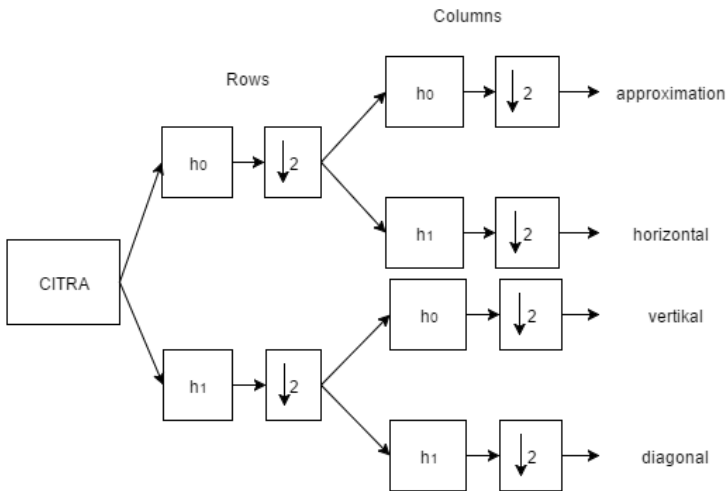 Columns
Rows
h0
2
approximation
h0
2
h1
2
horizontal
CITRA
h0
2
vertikal
h1
2
h1
2
diagonal